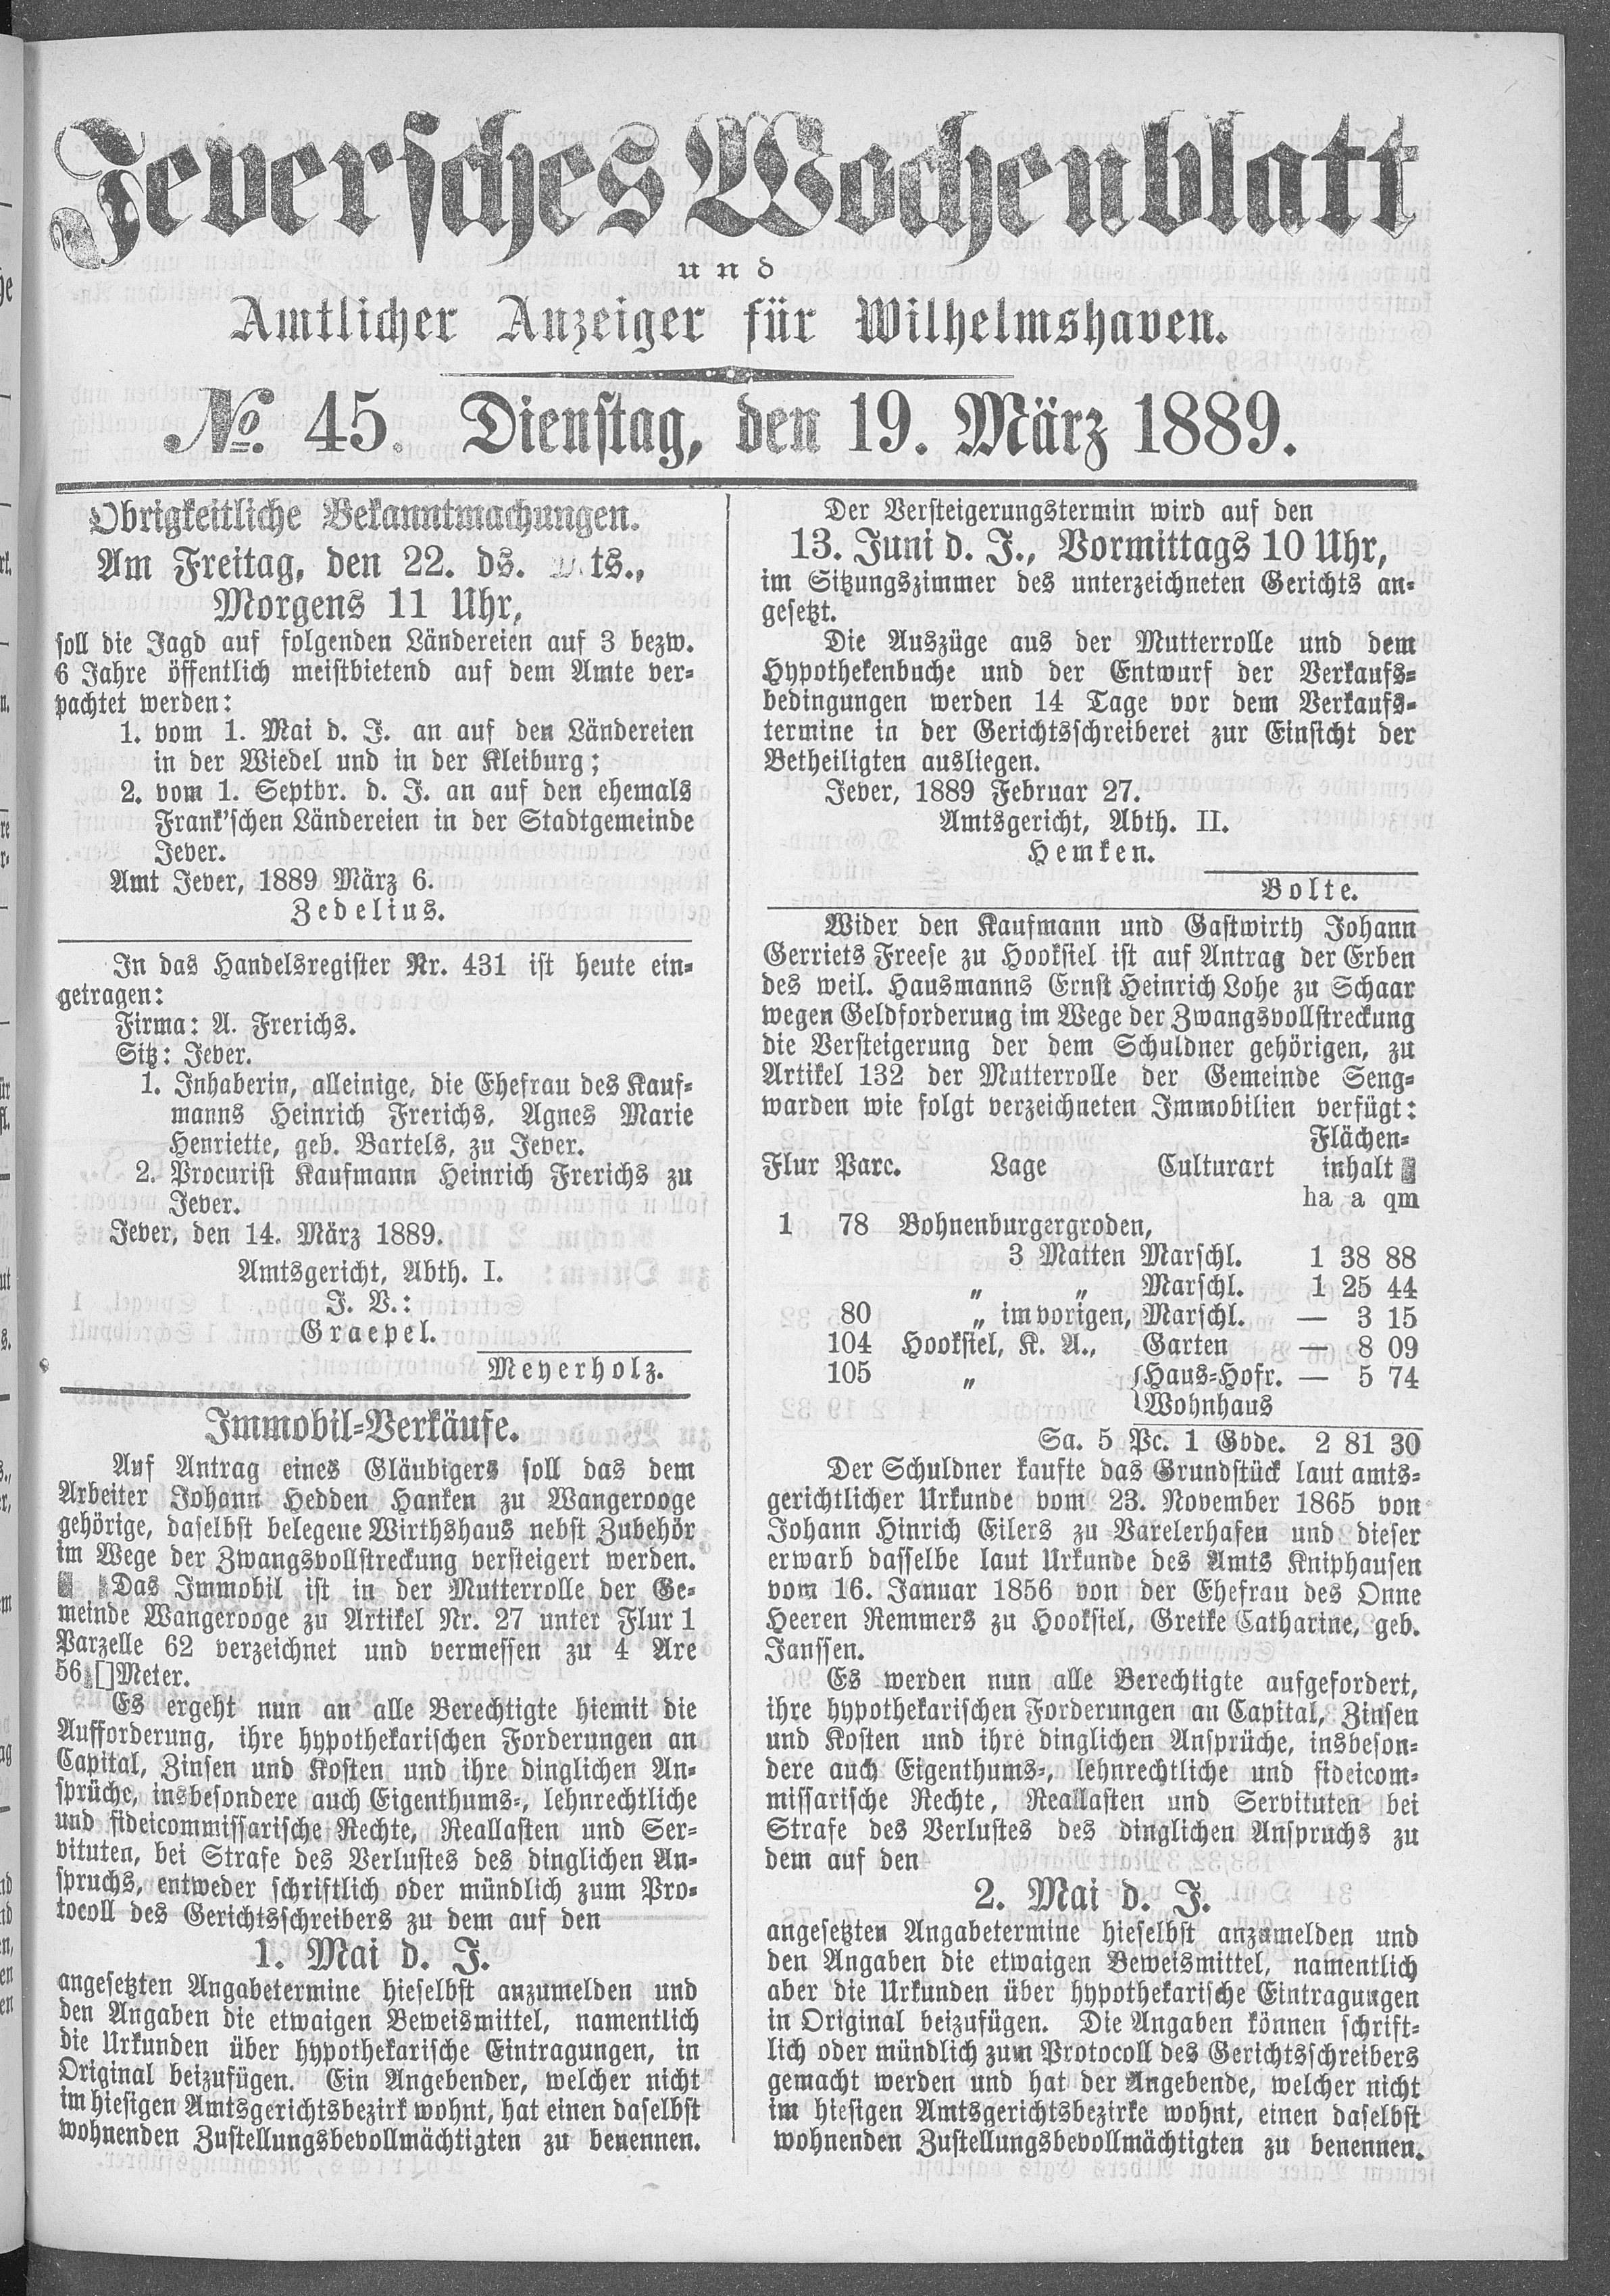 Jeversches Wochenblatt
und
Amtlicher Anzeiger für Wilhelmshaven.
No. 45. Dienstag, den 19. März 1889.
Obrigkeitliche Bekanntmachungen.
Am Freitag, den 22. ds. Mts.,
Morgens 11 Uhr,
soll die Jagd auf folgenden Ländereien auf 3 bezw.
6 Jahre öffentlich meistbietend auf dem Amte ver-
pachtet werden:
1. vom 1. Mai d. J. an auf den Ländereien
in der Wiedel und in der Kleiburg;
2. vom 1. Septbr. d. J. an auf den ehemals
Frank'schen Ländereien in der Stadtgemeinde
Jever.
Amt Jever, 1889 März 6.
Zedelius.
In das Handelsregister Nr. 431 ist heute ein-
getragen:
Firma: A. Frerichs.
Sitz: Jever.
1. Inhaberin, alleinige, die Ehefrau des Kauf-
manns Heinrich Frerichs, Agnes Marie
Henriette, geb. Bartels, zu Jever.
2. Procurist Kaufmann Heinrich Frerichs zu
Jever.
Jever, den 14. März 1889.
Amtsgericht, Abth. I.
J. V.:
Graepel.
Meyerholz.
Immobil-Verkäufe.
Auf Antrag eines Gläubigers soll das dem
Arbeiter Johann Hedden Hanken zu Wangerooge
gehörige, daselbst belegene Wirthshaus nebst Zubehör
im Wege der Zwangsvollstreckung versteigert werden.
Das Immobil ist in der Mutterrolle der Ge-
meinde Wangerooge zu Artikel Nr. 27 unter Flur 1
Parzelle 62 verzeichnet und vermessen zu 4 Are
56 []Meter.
Es ergeht nun an alle Berechtigte hiemit die
Aufforderung, ihre hypothekarischen Forderungen an
Capital, Zinsen und Kosten und ihre dinglichen An-
sprüche, insbesondere auch Eigenthums-, lehnrechtliche
und fideicommissarische Rechte, Reallasten und Ser-
vituten, bei Strafe des Verlustes des dinglichen An-
spruchs, entweder schriftlich oder mündlich zum Pro-
tocoll des Gerichtsschreibers zu dem auf den
1. Mai d. J.
angesetzten Angabetermine hieselbst anzumelden und
den Angaben die etwaigen Beweismittel, namentlich
die Urkunden über hypothekarische Eintragungen, in
Original beizufügen. Ein Angebender, welcher nicht
im hiesigen Amtsgerichtsbezirk wohnt, hat einen daselbst
wohnenden Zustellungsbevollmächtigten zu benennen.
Der Versteigerungstermin wird auf den
13. Juni d. J., Vormittags 10 Uhr,
im Sitzungszimmer des unterzeichneten Gerichts an-
gesetzt.
Die Auszüge aus der Mutterrolle und dem
Hypothekenbuche und der Entwurf der Verkaufs-
bedingungen werden 14 Tage vor dem Verkaufs-
termine in der Gerichtsschreiberei zur Einsicht der
Betheiligten ausliegen.
Jever, 1889 Februar 27.
Amtsgericht, Abth. II.
Hemken.
Bolte.
Wider den Kaufmann und Gastwirth Johann
Gerriets Freese zu Hooksiel ist auf Antrag der Erben
des weil. Hausmanns Ernst Heinrich Lohe zu Schaar
wegen Geldforderung im Wege der Zwangsvollstreckung
die Versteigerung der dem Schuldner gehörigen, zu
Artikel 132 der Mutterrolle der Gemeinde Seng-
warden wie folgt verzeichneten Immobilien verfügt:
Flächen-
Flur Parc. Lage Culturart inhalt
ha a qm
1 78 Bohnenburgergroden,
3 Matten Marschl. 1 38 88
„ „ Marschl. 1 25 44
80 „ im vorigen, Marschl. — 3 15
104 Hooksiel, K. A., Garten — 8 09
105 „ {Haus-Hofr. — 5 74
Wohnhaus
Sa. 5 Pc. 1 Gbde. 2 81 30
Der Schuldner kaufte das Grundstück laut amts-
gerichtlicher Urkunde vom 23. November 1865 von
Johann Hinrich Eilers zu Varelerhafen und dieser
erwarb dasselbe laut Urkunde des Amts Kniphausen
vom 16. Januar 1856 von der Ehefrau des Onne
Heeren Remmers zu Hooksiel, Gretke Catharine, geb.
Janssen.
Es werden nun alle Berechtigte aufgefordert,
ihre hypothekarischen Forderungen an Capital, Zinsen
und Kosten und ihre dinglichen Ansprüche, insbeson-
dere auch Eigenthums-, lehnrechtliche und fideicom-
missarische Rechte, Reallasten und Servituten bei
Strafe des Verlustes des dinglichen Anspruchs zu
dem auf den
2. Mai d. J.
angesetzten Angabetermine hieselbst anzumelden und
den Angaben die etwaigen Beweismittel, namentlich
aber die Urkunden über hypothekarische Eintragungen
in Original beizufügen. Die Angaben können schrift-
lich oder mündlich zum Protocoll des Gerichtsschreibers
gemacht werden und hat der Angebende, welcher nicht
im hiesigen Amtsgerichtsbezirke wohnt, einen daselbst
wohnenden Zustellungsbevollmächtigten zu benennen.